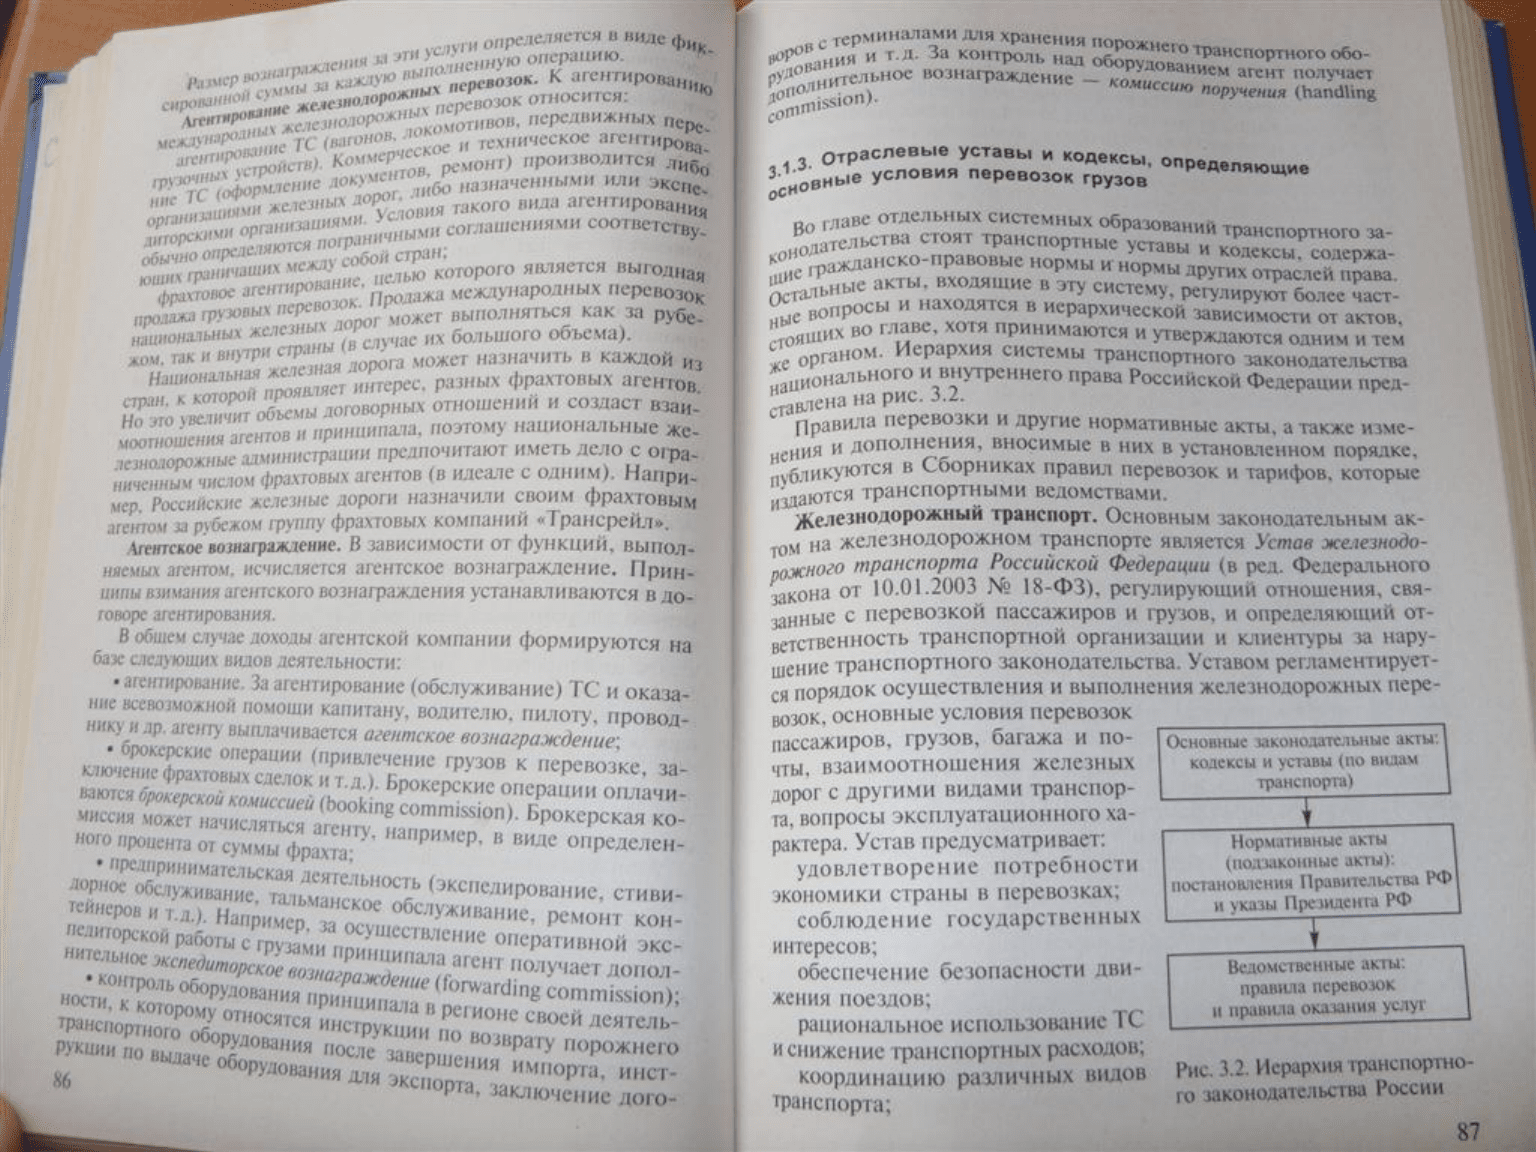 Размер вознаграждения за эти услуги определяется в виде фик-
сированной суммы за каждую выполненную операцию.
Агентирование железнодорожных перевозок. К агентированию
международных железнодорожных перевозок относится:
агентирование ТС (вагонов, локомотивов, передвижных пере-
грузочных устройств). Коммерческое и техническое агентирова-
ние ТС (оформление документов, ремонт) производится либо
организациями железных дорог, либо назначенными или экспе-
диторскими организациями. Условия такого вида агентирования
обычно определяются пограничными соглашениями соответству-
ющих граничащих между собой стран;
фрахтовое агентирование, целью которого является выгодная
продажа грузовых перевозок. Продажа международных перевозок
национальных железных дорог может выполняться как за рубе-
жом, так и внутри страны (в случае их большого объема).
Национальная железная дорога может назначить в каждой из
стран, к которой проявляет интерес, разных фрахтовых агентов.
Но это увеличит объемы договорных отношений и создаст взаи-
моотношения агентов и принципала, поэтому национальные же-
лезнодорожные администрации предпочитают иметь дело с огра-
ниченным числом фрахтовых агентов (в идеале с одним). Напри-
мер, Российские железные дороги назначили своим фрахтовым
агентом за рубежом группу фрахтовых компаний «Трансрейл».
Агентское вознаграждение. В зависимости от функций, выпол-
няемых агентом, исчисляется агентское вознаграждение. Прин-
ципы взимания агентского вознаграждения устанавливаются в до-
говоре агентирования.
В общем случае доходы агентской компании формируются на
базе следующих видов деятельности:
• агентирование. За агентирование (обслуживание) ТС и оказа-
ние всевозможной помощи капитану, водителю, пилоту, провод-
нику и др. агенту выплачивается агентское вознаграждение;
• брокерские операции (привлечение грузов к перевозке, за-
ключение фрахтовых сделок и т.д.). Брокерские операции оплачи-
ваются брокерской комиссией (booking commission). Брокерская ко-
миссия может начисляться агенту, например, в виде определен-
ного процента от суммы фрахта;
• предпринимательская деятельность (экспедирование, стиви-
дорное обслуживание, тальманское обслуживание, ремонт кон-
тейнеров и т.д.). Например, за осуществление оперативной экс-
педиторской работы с грузами принципала агент получает допол-
нительное экспедиторское вознаграждение (forwarding commission);
• контроль оборудования принципала в регионе своей деятель-
ности, к которому относятся инструкции по возврату порожнего
транспортного оборудования после завершения импорта, инст-
рукции по выдаче оборудования для экспорта, заключение дого-
86
воров с терминалами для хранения порожнего транспортного обо-
рудования и т.д. За контроль над оборудованием агент получает
дополнительное вознаграждение — комиссию поручения (handling
commission).
3.1.3. Отраслевые уставы и кодексы, определяющие
основные условия перевозок грузов
Во главе отдельных системных образований транспортного за-
конодательства стоят транспортные уставы и кодексы, содержа-
щие гражданско-правовые нормы и нормы других отраслей права.
Остальные акты, входящие в эту систему, регулируют более част-
ные вопросы и находятся в иерархической зависимости от актов,
стоящих во главе, хотя принимаются и утверждаются одним и тем
же органом. Иерархия системы транспортного законодательства
национального и внутреннего права Российской Федерации пред-
ставлена на рис. 3.2.
Правила перевозки и другие нормативные акты, а также изме-
нения и дополнения, вносимые в них в установленном порядке,
публикуются в Сборниках правил перевозок и тарифов, которые
издаются транспортными ведомствами.
Железнодорожный транспорт. Основным законодательным ак-
том на железнодорожном транспорте является Устав железнодо-
рожного транспорта Российской Федерации (в ред. Федерального
закона от 10.01.2003 № 18-ФЗ), регулирующий отношения, свя-
занные с перевозкой пассажиров и грузов, и определяющий от-
ветственность транспортной организации и клиентуры за нару-
шение транспортного законодательства. Уставом регламентирует-
ся порядок осуществления и выполнения железнодорожных пере-
возок, основные условия перевозок
пассажиров, грузов, багажа и по-
чты, взаимоотношения железных
дорог с другими видами транспор-
та, вопросы эксплуатационного ха-
рактера. Устав предусматривает:
удовлетворение потребности
экономики страны в перевозках;
соблюдение государственных
интересов;
обеспечение безопасности дви-
жения поездов;
рациональное использование ТС
и снижение транспортных расходов;
координацию различных видов
транспорта;
Основные законодательные акты:
кодексы и уставы (по видам
транспорта)
Нормативные акты
(подзаконные акты):
постановления Правительства РФ
и указы Президента РФ
Ведомственные акты:
правила перевозок
и правила оказания услуг
Рис. 3.2. Иерархия транспортно-
го законодательства России
87